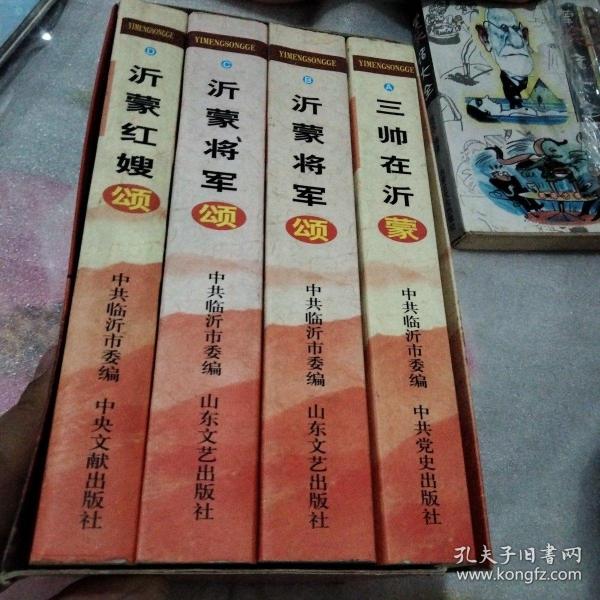 YIMENGSONGGE
D
沂蒙红嫂颂
中共临沂市委编
中央文献出版社
YIMENGSONGGE
C
沂蒙将军颂
中共临沂市委编
山东文艺出版社
YIMENGSONGGE
B
沂蒙将军颂
中共临沂市委编
山东文艺出版社
YIMENGSONGGE
A
三帅在沂蒙
中共临沂市委编
中共党史出版社
大全
孔夫子旧书网
www.kongfz.com